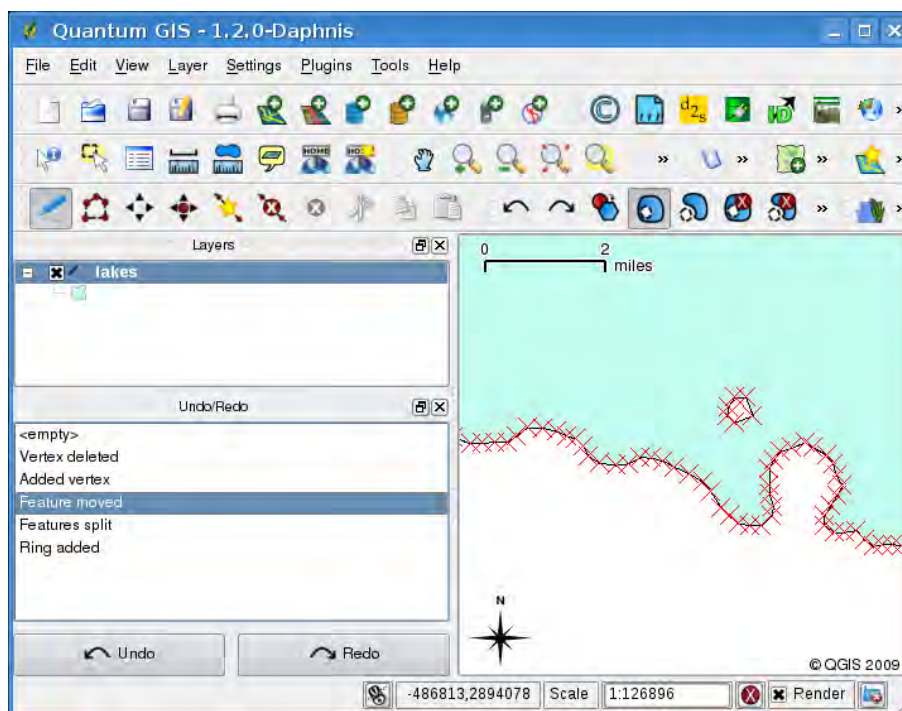 Quantum GIS - 1.2.0-Daphnis
File Edit View Layer Settings Plugins Tools Help
d2s
HD
HOME
Layers
lakes
Undo/Redo
<empty>
Vertex deleted
Added vertex
Feature moved
Features split
Ring added
Undo Redo
0 2
miles
N
© QGIS 2009
-486813,2894078 Scale 1:126896 Render